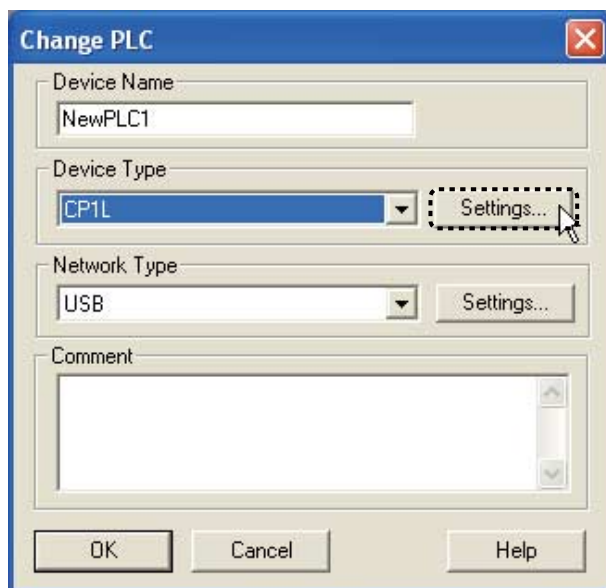 Change PLC
Device Name
NewPLC1
Device Type
CP1L
Settings...
Network Type
USB
Settings...
Comment
OK
Cancel
Help